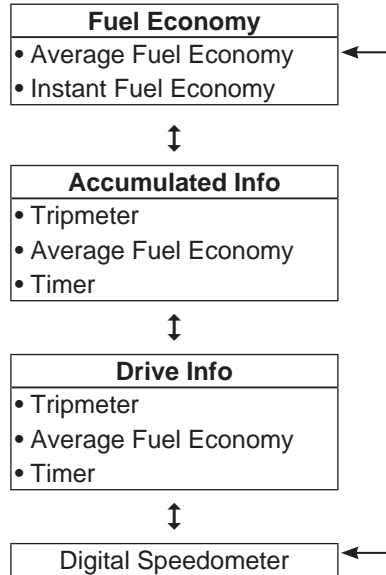 Fuel Economy
• Average Fuel Economy
• Instant Fuel Economy
Accumulated Info
• Tripmeter
• Average Fuel Economy
• Timer
Drive Info
• Tripmeter
• Average Fuel Economy
• Timer
Digital Speedometer